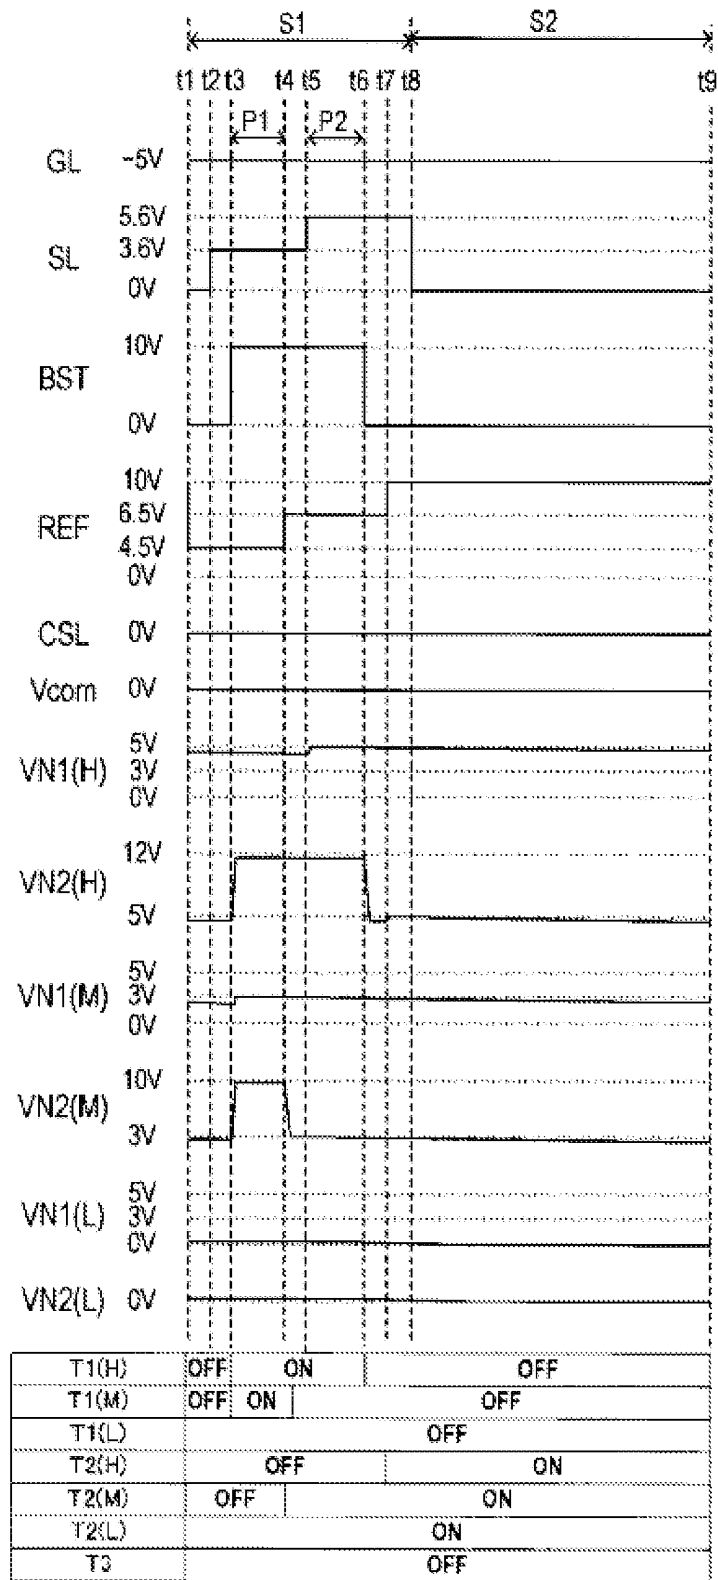 S1 S2
t1 t2 t3 t4 t5 t6 t7 t8 t9
P1 P2
GL -5V
5.6V
SL 3.6V
0V
10V
BST
0V
10V
REF 6.5V
4.5V
0V
CSL 0V
Vcom 0V
5V
VN1(H) 3V
0V
12V
VN2(H)
5V
5V
VN1(M) 3V
0V
10V
VN2(M)
3V
5V
VN1(L) 3V
0V
VN2(L) 0V
T1(H) OFF ON OFF
T1(M) OFF ON OFF
T1(L) OFF
T2(H) OFF ON
T2(M) OFF ON
T2(L) ON
T3 OFF